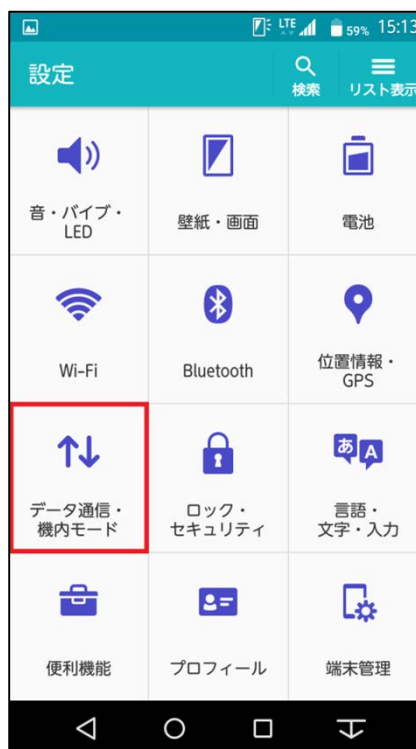 LTE 59% 15:13
設定
検索 リスト表示
音・バイブ・
LED
壁紙・画面
電池
Wi-Fi
Bluetooth
位置情報・
GPS
データ通信・
機内モード
ロック・
セキュリティ
あA
言語・
文字・入力
便利機能
プロフィール
端末管理